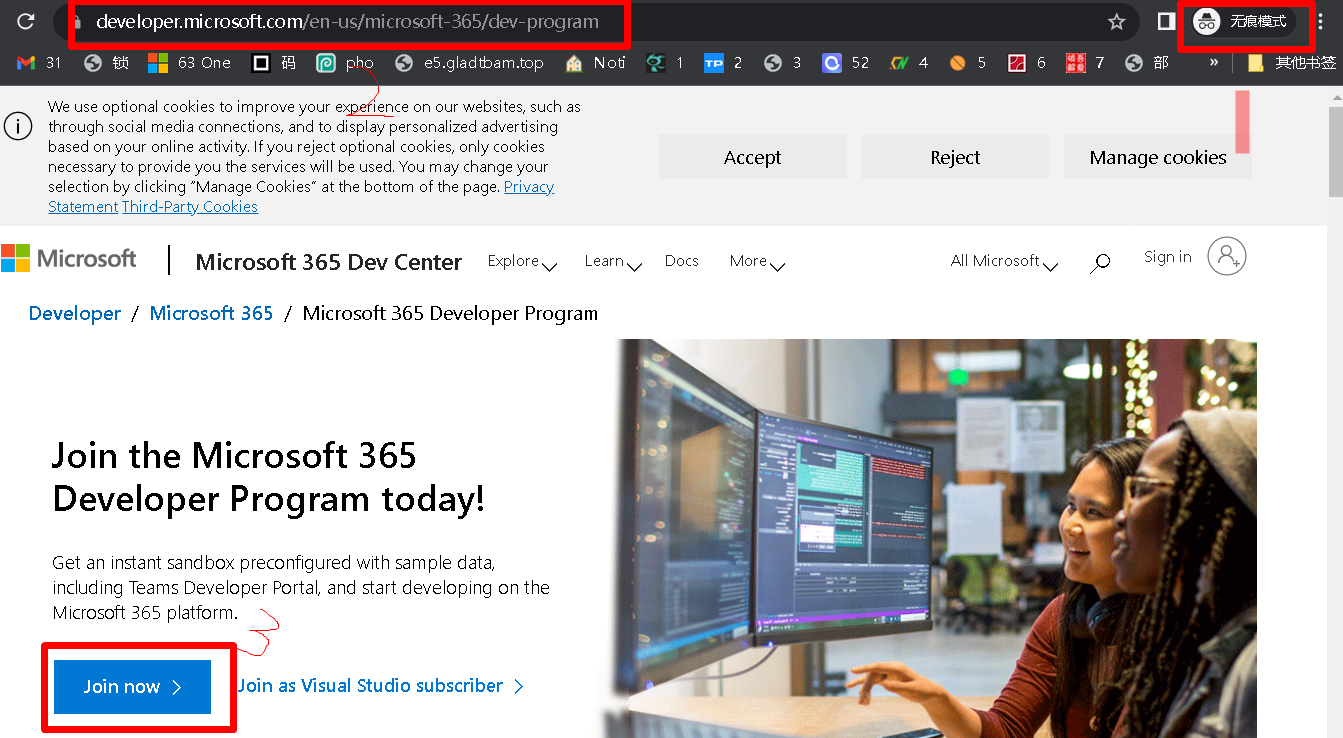 developer.microsoft.com/en-us/microsoft-365/dev-program
无痕模式
31 锁 63 One 码 pho e5.gladtbam.top Noti 1 TP 2 3 52 4 5 6 7 部 » 其他书签
We use optional cookies to improve your experience on our websites, such as
through social media connections, and to display personalized advertising
based on your online activity. If you reject optional cookies, only cookies
necessary to provide you the services will be used. You may change your
selection by clicking “Manage Cookies” at the bottom of the page. Privacy
Statement Third-Party Cookies
Accept
Reject
Manage cookies
Microsoft
Microsoft 365 Dev Center
Explore
Learn
Docs
More
All Microsoft
Sign in
Developer / Microsoft 365 / Microsoft 365 Developer Program
Join the Microsoft 365
Developer Program today!
Get an instant sandbox preconfigured with sample data,
including Teams Developer Portal, and start developing on the
Microsoft 365 platform.
3
Join now
Join as Visual Studio subscriber